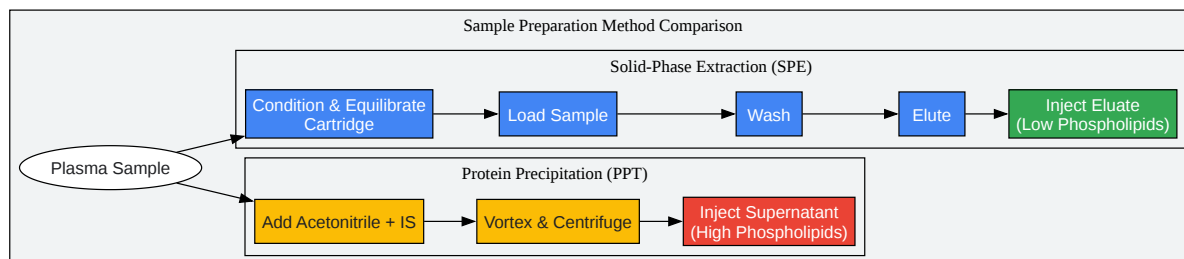 Sample Preparation Method Comparison
Solid-Phase Extraction (SPE)
Condition & Equilibrate
Cartridge
Load Sample
Wash
Elute
Inject Eluate
(Low Phospholipids)
Plasma Sample
Protein Precipitation (PPT)
Add Acetonitrile + IS
Vortex & Centrifuge
Inject Supernatant
(High Phospholipids)